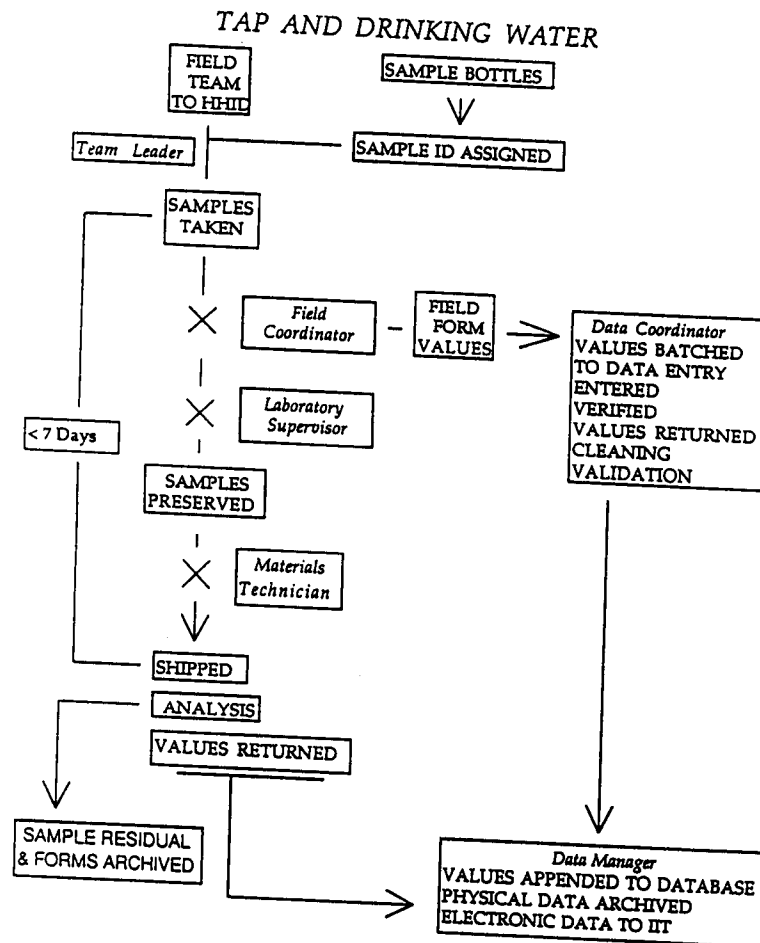 TAP AND DRINKING WATER
FIELD
TEAM
TO HHID
SAMPLE BOTTLES
Team Leader
SAMPLE ID ASSIGNED
SAMPLES
TAKEN
Field
Coordinator
FIELD
FORM
VALUES
Data Coordinator
VALUES BATCHED
TO DATA ENTRY
ENTERED
VERIFIED
VALUES RETURNED
CLEANING
VALIDATION
< 7 Days
Laboratory
Supervisor
SAMPLES
PRESERVED
Materials
Technician
SHIPPED
ANALYSIS
VALUES RETURNED
SAMPLE RESIDUAL
& FORMS ARCHIVED
Data Manager
VALUES APPENDED TO DATABASE
PHYSICAL DATA ARCHIVED
ELECTRONIC DATA TO IIT